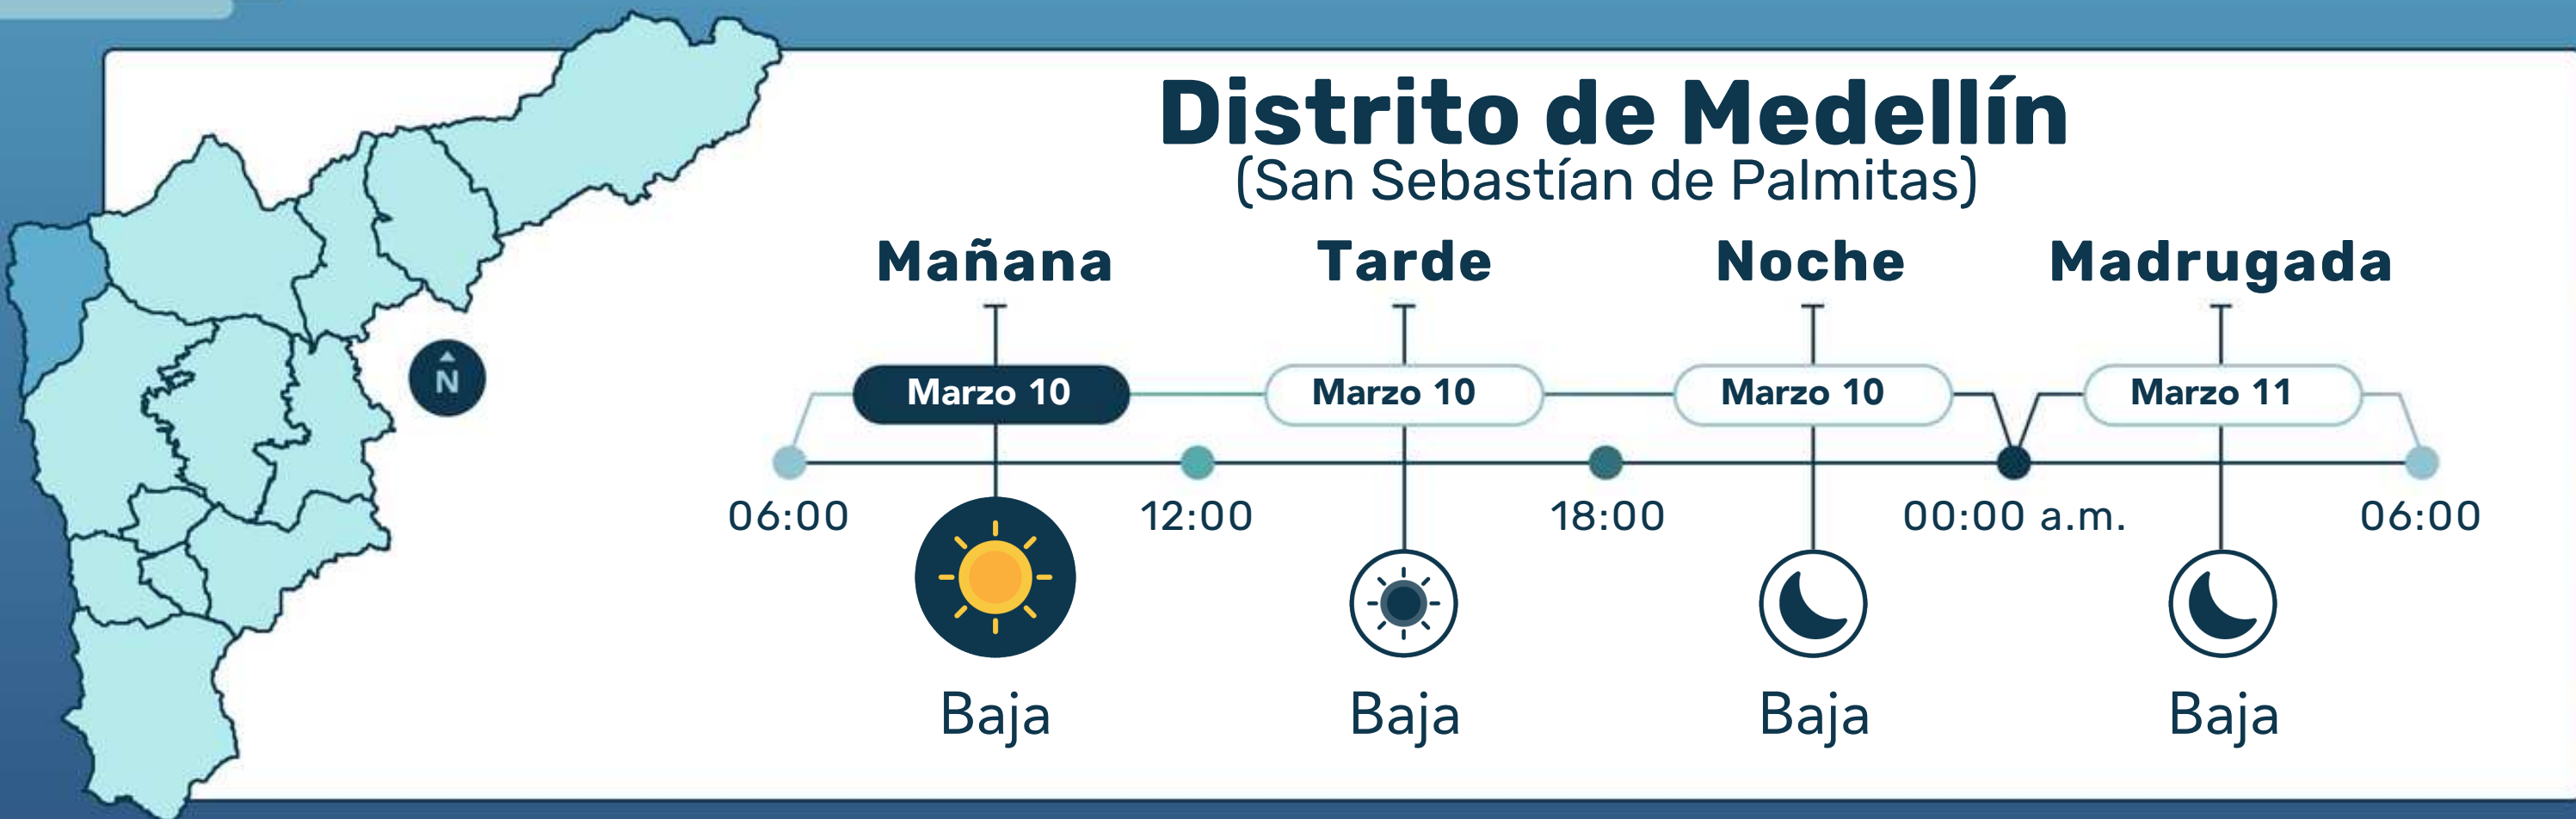 Distrito de Medellín
(San Sebastían de Palmitas)
Mañana Tarde Noche Madrugada
Marzo 10 Marzo 10 Marzo 10 Marzo 11
N
06:00 12:00 18:00 00:00 a.m. 06:00
Baja Baja Baja Baja